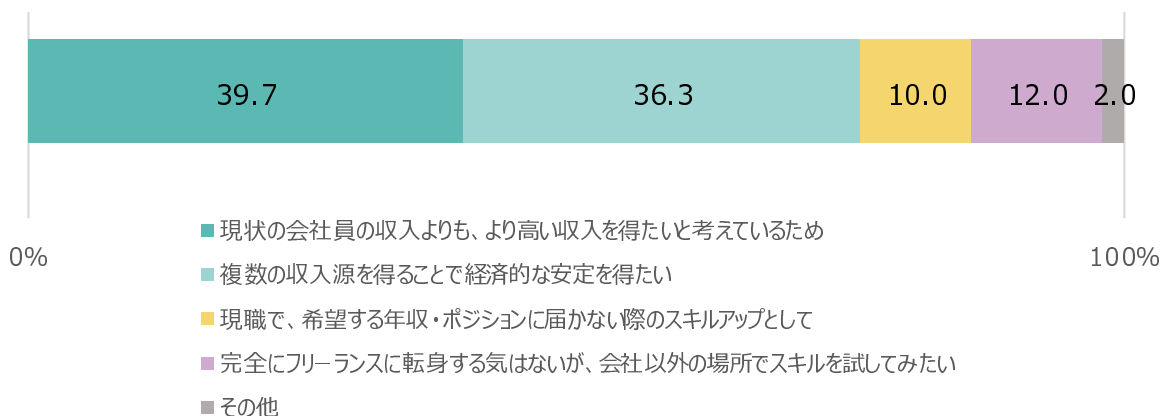 39.7 36.3 10.0 12.0 2.0
■ 現状の会社員の収入よりも、より高い収入を得たいと考えているため
0% 100%
■ 複数の収入源を得ることで経済的な安定を得たい
■ 現職で、希望する年収・ポジションに届かない際のスキルアップとして
■ 完全にフリーランスに転身する気はないが、会社以外の場所でスキルを試してみたい
■ その他